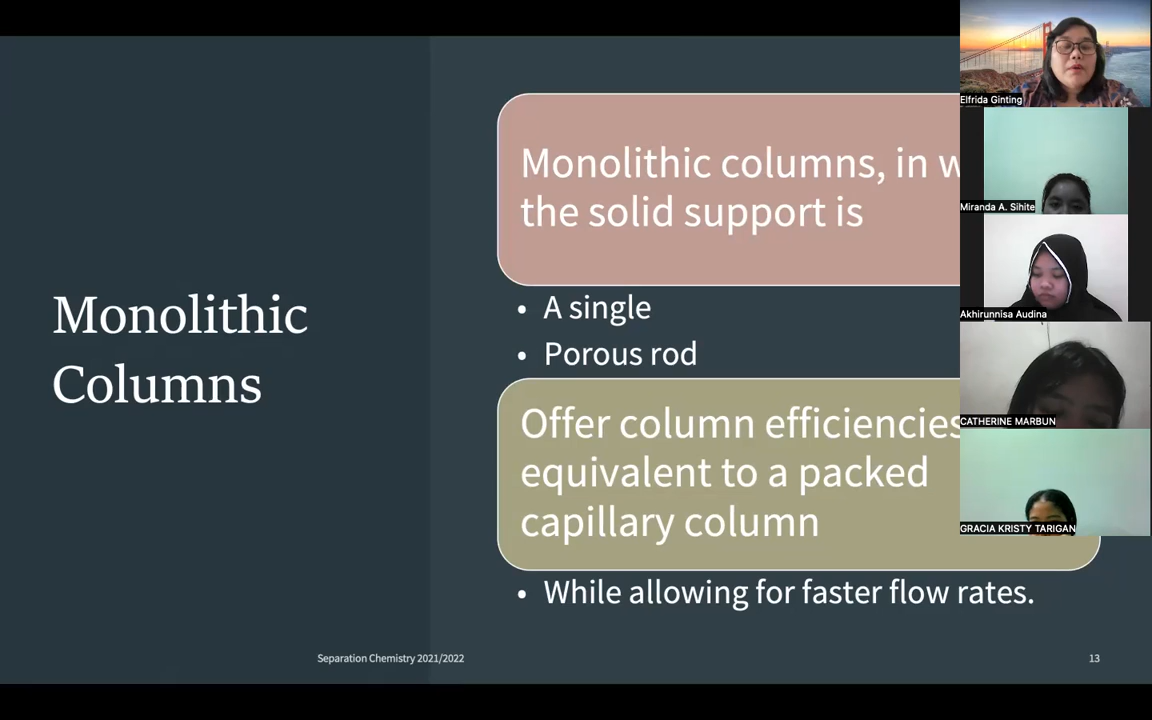 Monolithic
Columns
Monolithic columns, in
the solid support is
• A single
• Porous rod
Offer column efficiencies
equivalent to a packed
capillary column
• While allowing for faster flow rates.
Separation Chemistry 2021/2022
13
Elfrida Ginting
Miranda A. Sihite
Akhirunnisa Audina
CATHERINE MARBUN
GRACIA KRISTY TARIGAN